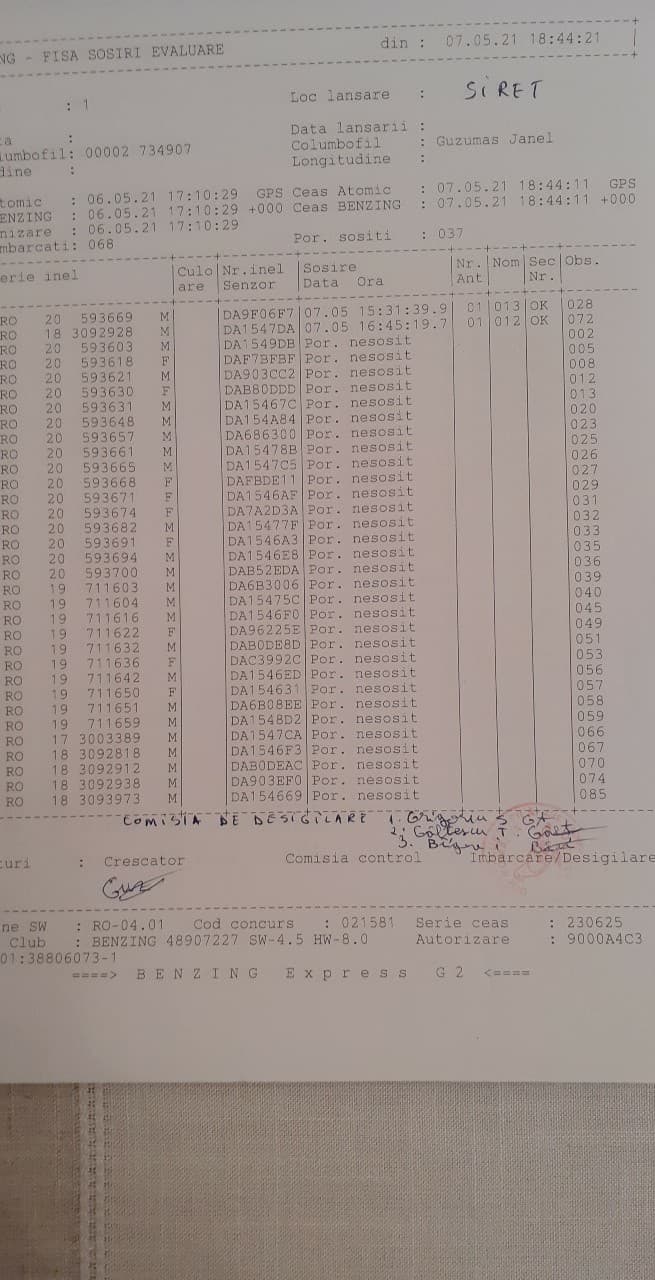 NG - FISA SOSIRI EVALUARE din : 07.05.21 18:44:21
: 1 Loc lansare : SIRET
ta : Data lansarii :
lumbofil: 00002 734907 Columbofil : Guzumas Janel
dine : Longitudine :
tomic : 06.05.21 17:10:29 GPS Ceas Atomic : 07.05.21 18:44:11 GPS
ENZING : 06.05.21 17:10:29 +000 Ceas BENZING : 07.05.21 18:44:11 +000
nizare : 06.05.21 17:10:29
mbarcati: 068 Por. sositi : 037
erie inel Culo Nr.inel Sosire Nr. Nom Sec Obs.
are Senzor Data Ora Ant Nr.
RO 20 593669 M DA9F06F7 07.05 15:31:39.9 01 013 OK 028
RO 18 3092928 M DA1547DA 07.05 16:45:19.7 01 012 OK 072
RO 20 593603 M DA1549DB Por. nesosit 002
RO 20 593618 F DAF7BFBF Por. nesosit 005
RO 20 593621 M DA903CC2 Por. nesosit 008
RO 20 593630 F DAB80DDD Por. nesosit 012
RO 20 593631 M DA15467C Por. nesosit 013
RO 20 593648 M DA154A84 Por. nesosit 020
RO 20 593657 M DA686300 Por. nesosit 023
RO 20 593661 M DA15478B Por. nesosit 025
RO 20 593665 M DA1547C5 Por. nesosit 026
RO 20 593668 F DAFBDE11 Por. nesosit 027
RO 20 593671 F DA1546AF Por. nesosit 029
RO 20 593674 F DA7A2D3A Por. nesosit 031
RO 20 593682 M DA15477F Por. nesosit 032
RO 20 593691 F DA1546A3 Por. nesosit 033
RO 20 593694 M DA1546E8 Por. nesosit 035
RO 20 593700 M DAB52EDA Por. nesosit 036
RO 19 711603 M DA6B3006 Por. nesosit 039
RO 19 711604 M DA15475C Por. nesosit 040
RO 19 711616 M DA1546F0 Por. nesosit 045
RO 19 711622 F DA96225E Por. nesosit 049
RO 19 711632 M DAB0DE8D Por. nesosit 051
RO 19 711636 F DAC3992C Por. nesosit 053
RO 19 711642 M DA1546ED Por. nesosit 056
RO 19 711650 F DA154631 Por. nesosit 057
RO 19 711651 M DA6B08EE Por. nesosit 058
RO 19 711659 M DA1548D2 Por. nesosit 059
RO 17 3003389 M DA1547CA Por. nesosit 066
RO 18 3092818 M DA1546F3 Por. nesosit 067
RO 18 3092912 M DAB0DEAC Por. nesosit 070
RO 18 3092938 M DA903EF0 Por. nesosit 074
RO 18 3093973 M DA154669 Por. nesosit 085
COMISIA DE DESIGILARE 1. Grigoriu S
2.
3.
turi : Crescator Comisia control Imbarcare/Desigilare
ne SW : RO-04.01 Cod concurs : 021581 Serie ceas : 230625
Club : BENZING 48907227 SW-4.5 HW-8.0 Autorizare : 9000A4C3
01:38806073-1
====> B E N Z I N G E x p r e s s G 2 <====